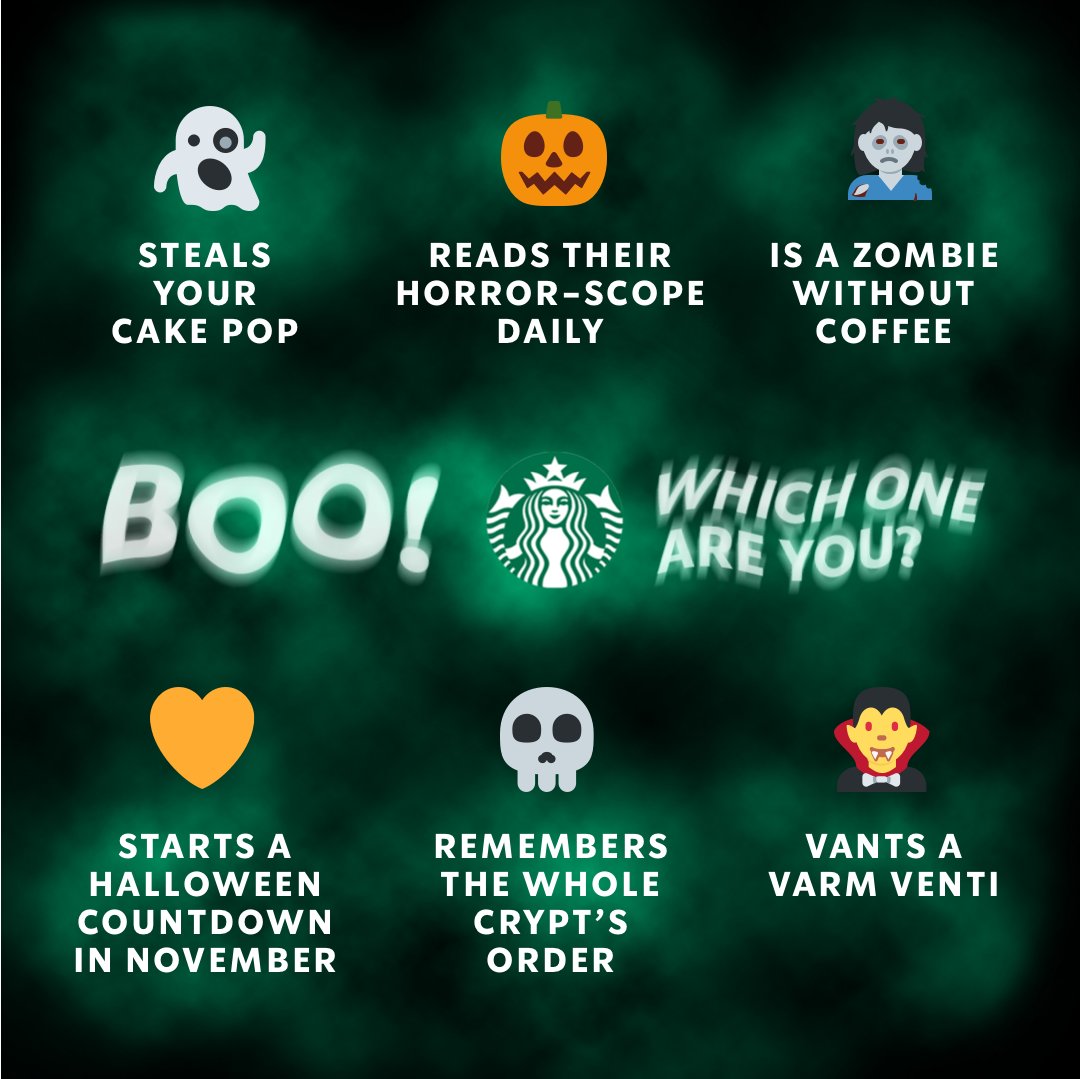 STEALS
YOUR
CAKE POP
READS THEIR
HORROR-SCOPE
DAILY
IS A ZOMBIE
WITHOUT
COFFEE
BOO!
WHICH ONE
ARE YOU?
STARTS A
HALLOWEEN
COUNTDOWN
IN NOVEMBER
REMEMBERS
THE WHOLE
CRYPT’S
ORDER
VANTS A
VARM VENTI